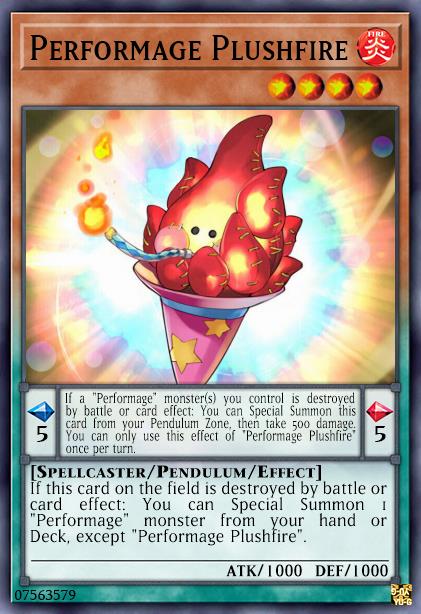 PERFORMAGE PLUSHFIRE
FIRE
炎
If a "Performage" monster(s) you control is destroyed
by battle or card effect: You can Special Summon this
card from your Pendulum Zone, then take 500 damage.
You can only use this effect of "Performage Plushfire"
once per turn.
5
5
[SPELLCASTER/PENDULUM/EFFECT]
If this card on the field is destroyed by battle or
card effect: You can Special Summon 1
"Performage" monster from your hand or
Deck, except "Performage Plushfire".
ATK/1000 DEF/1000
07563579